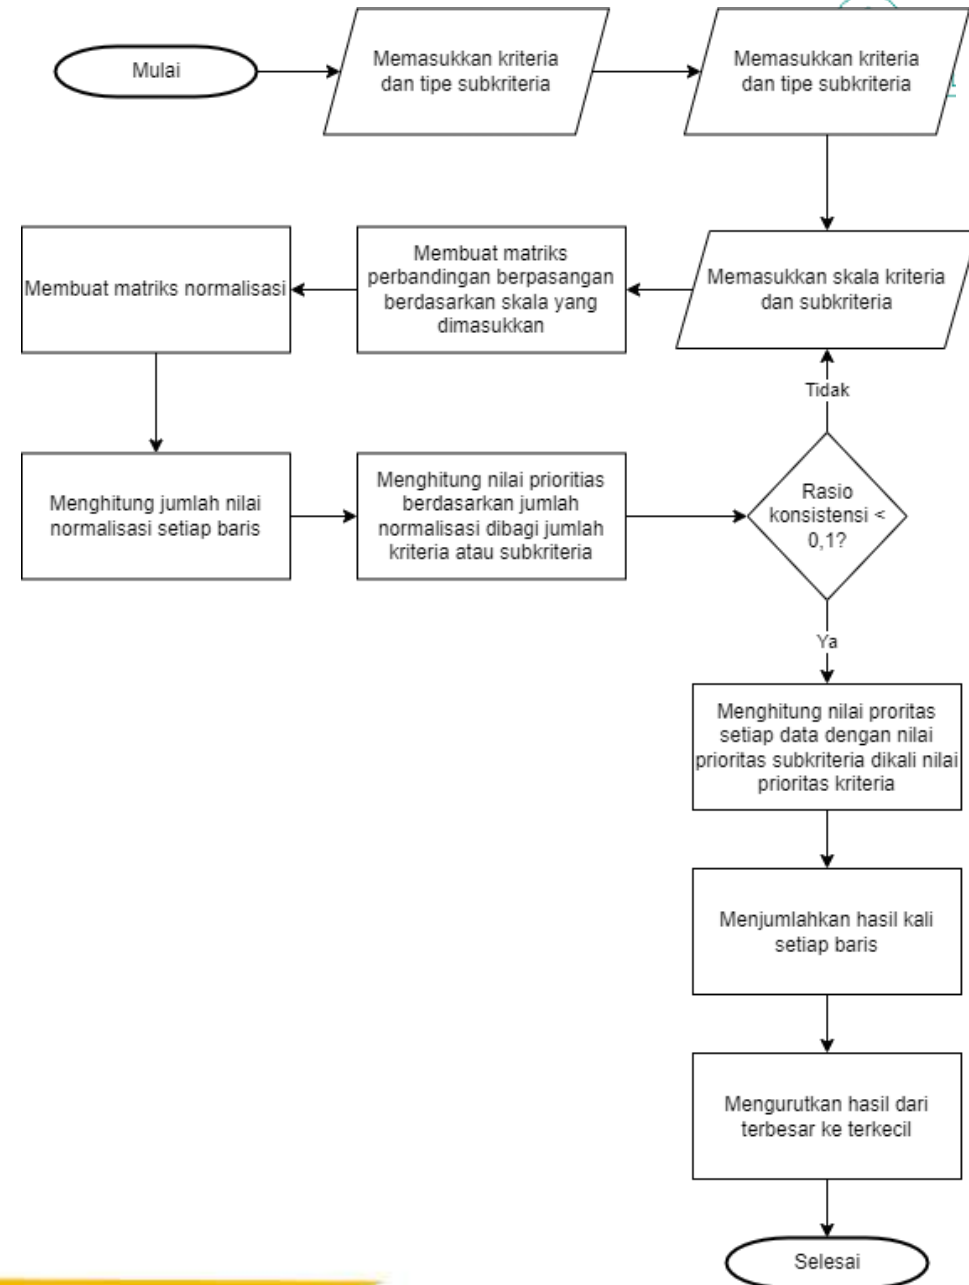 Mulai
Memasukkan kriteria
dan tipe subkriteria
Memasukkan kriteria
dan tipe subkriteria
Memasukkan skala kriteria
dan subkriteria
Membuat matriks
perbandingan berpasangan
berdasarkan skala yang
dimasukkan
Membuat matriks normalisasi
Menghitung jumlah nilai
normalisasi setiap baris
Menghitung nilai prioritias
berdasarkan jumlah
normalisasi dibagi jumlah
kriteria atau subkriteria
Rasio
konsistensi <
0,1?
Tidak
Ya
Menghitung nilai proritas
setiap data dengan nilai
prioritas subkriteria dikali nilai
prioritas kriteria
Menjumlahkan hasil kali
setiap baris
Mengurutkan hasil dari
terbesar ke terkecil
Selesai